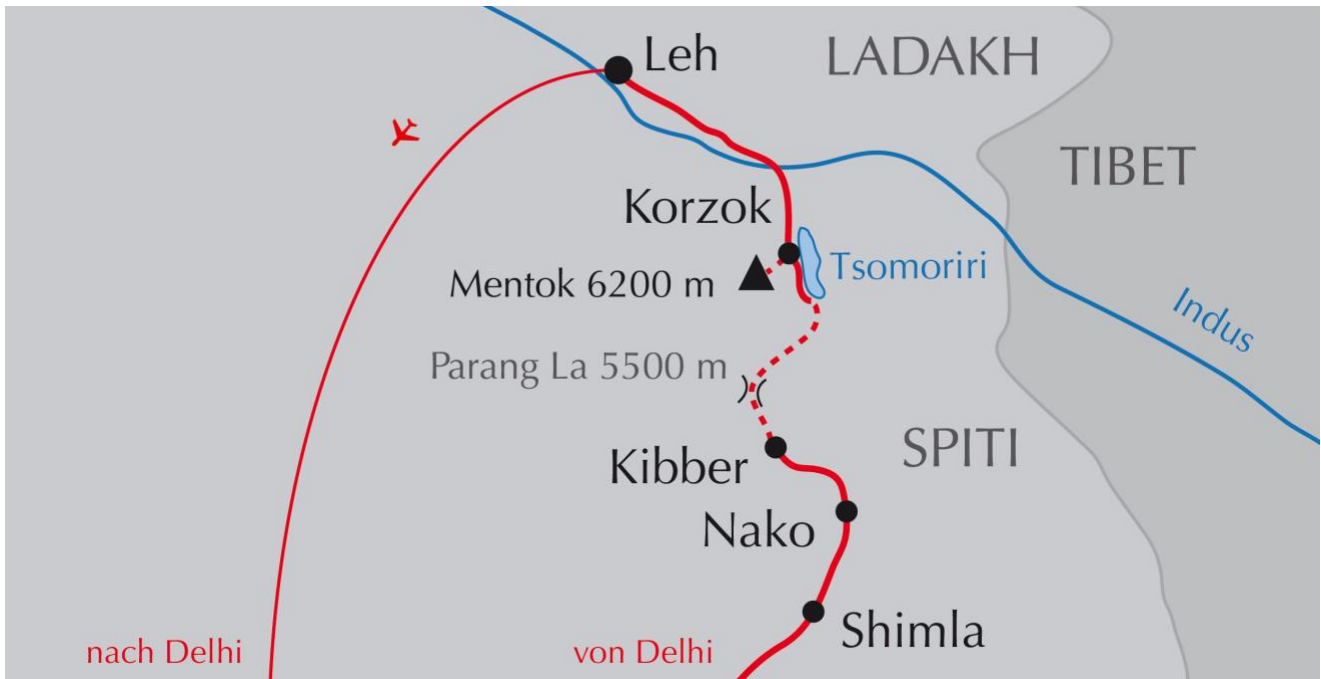 Leh
LADAKH
TIBET
Korzok
Tsomoriri
Mentok 6200 m
Indus
Parang La 5500 m
SPITI
Kibber
Nako
Shimla
nach Delhi
von Delhi